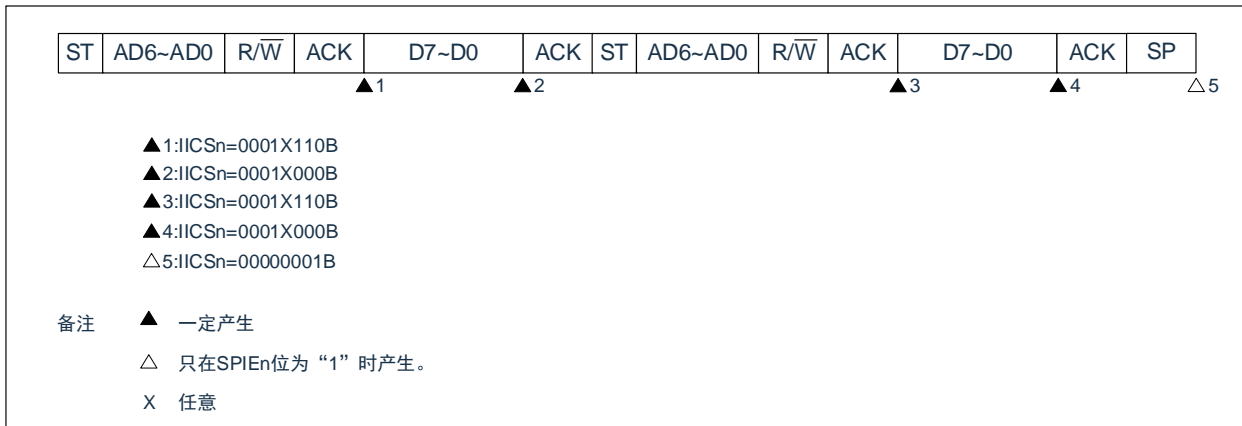 ST AD6~AD0 R/W̅ ACK D7~D0 ACK ST AD6~AD0 R/W̅ ACK D7~D0 ACK SP
▲1 ▲2 ▲3 ▲4 △5
▲1:IICSn=0001X110B
▲2:IICSn=0001X000B
▲3:IICSn=0001X110B
▲4:IICSn=0001X000B
△5:IICSn=00000001B
备注 ▲ 一定产生
△ 只在SPIEn位为“1”时产生。
X 任意